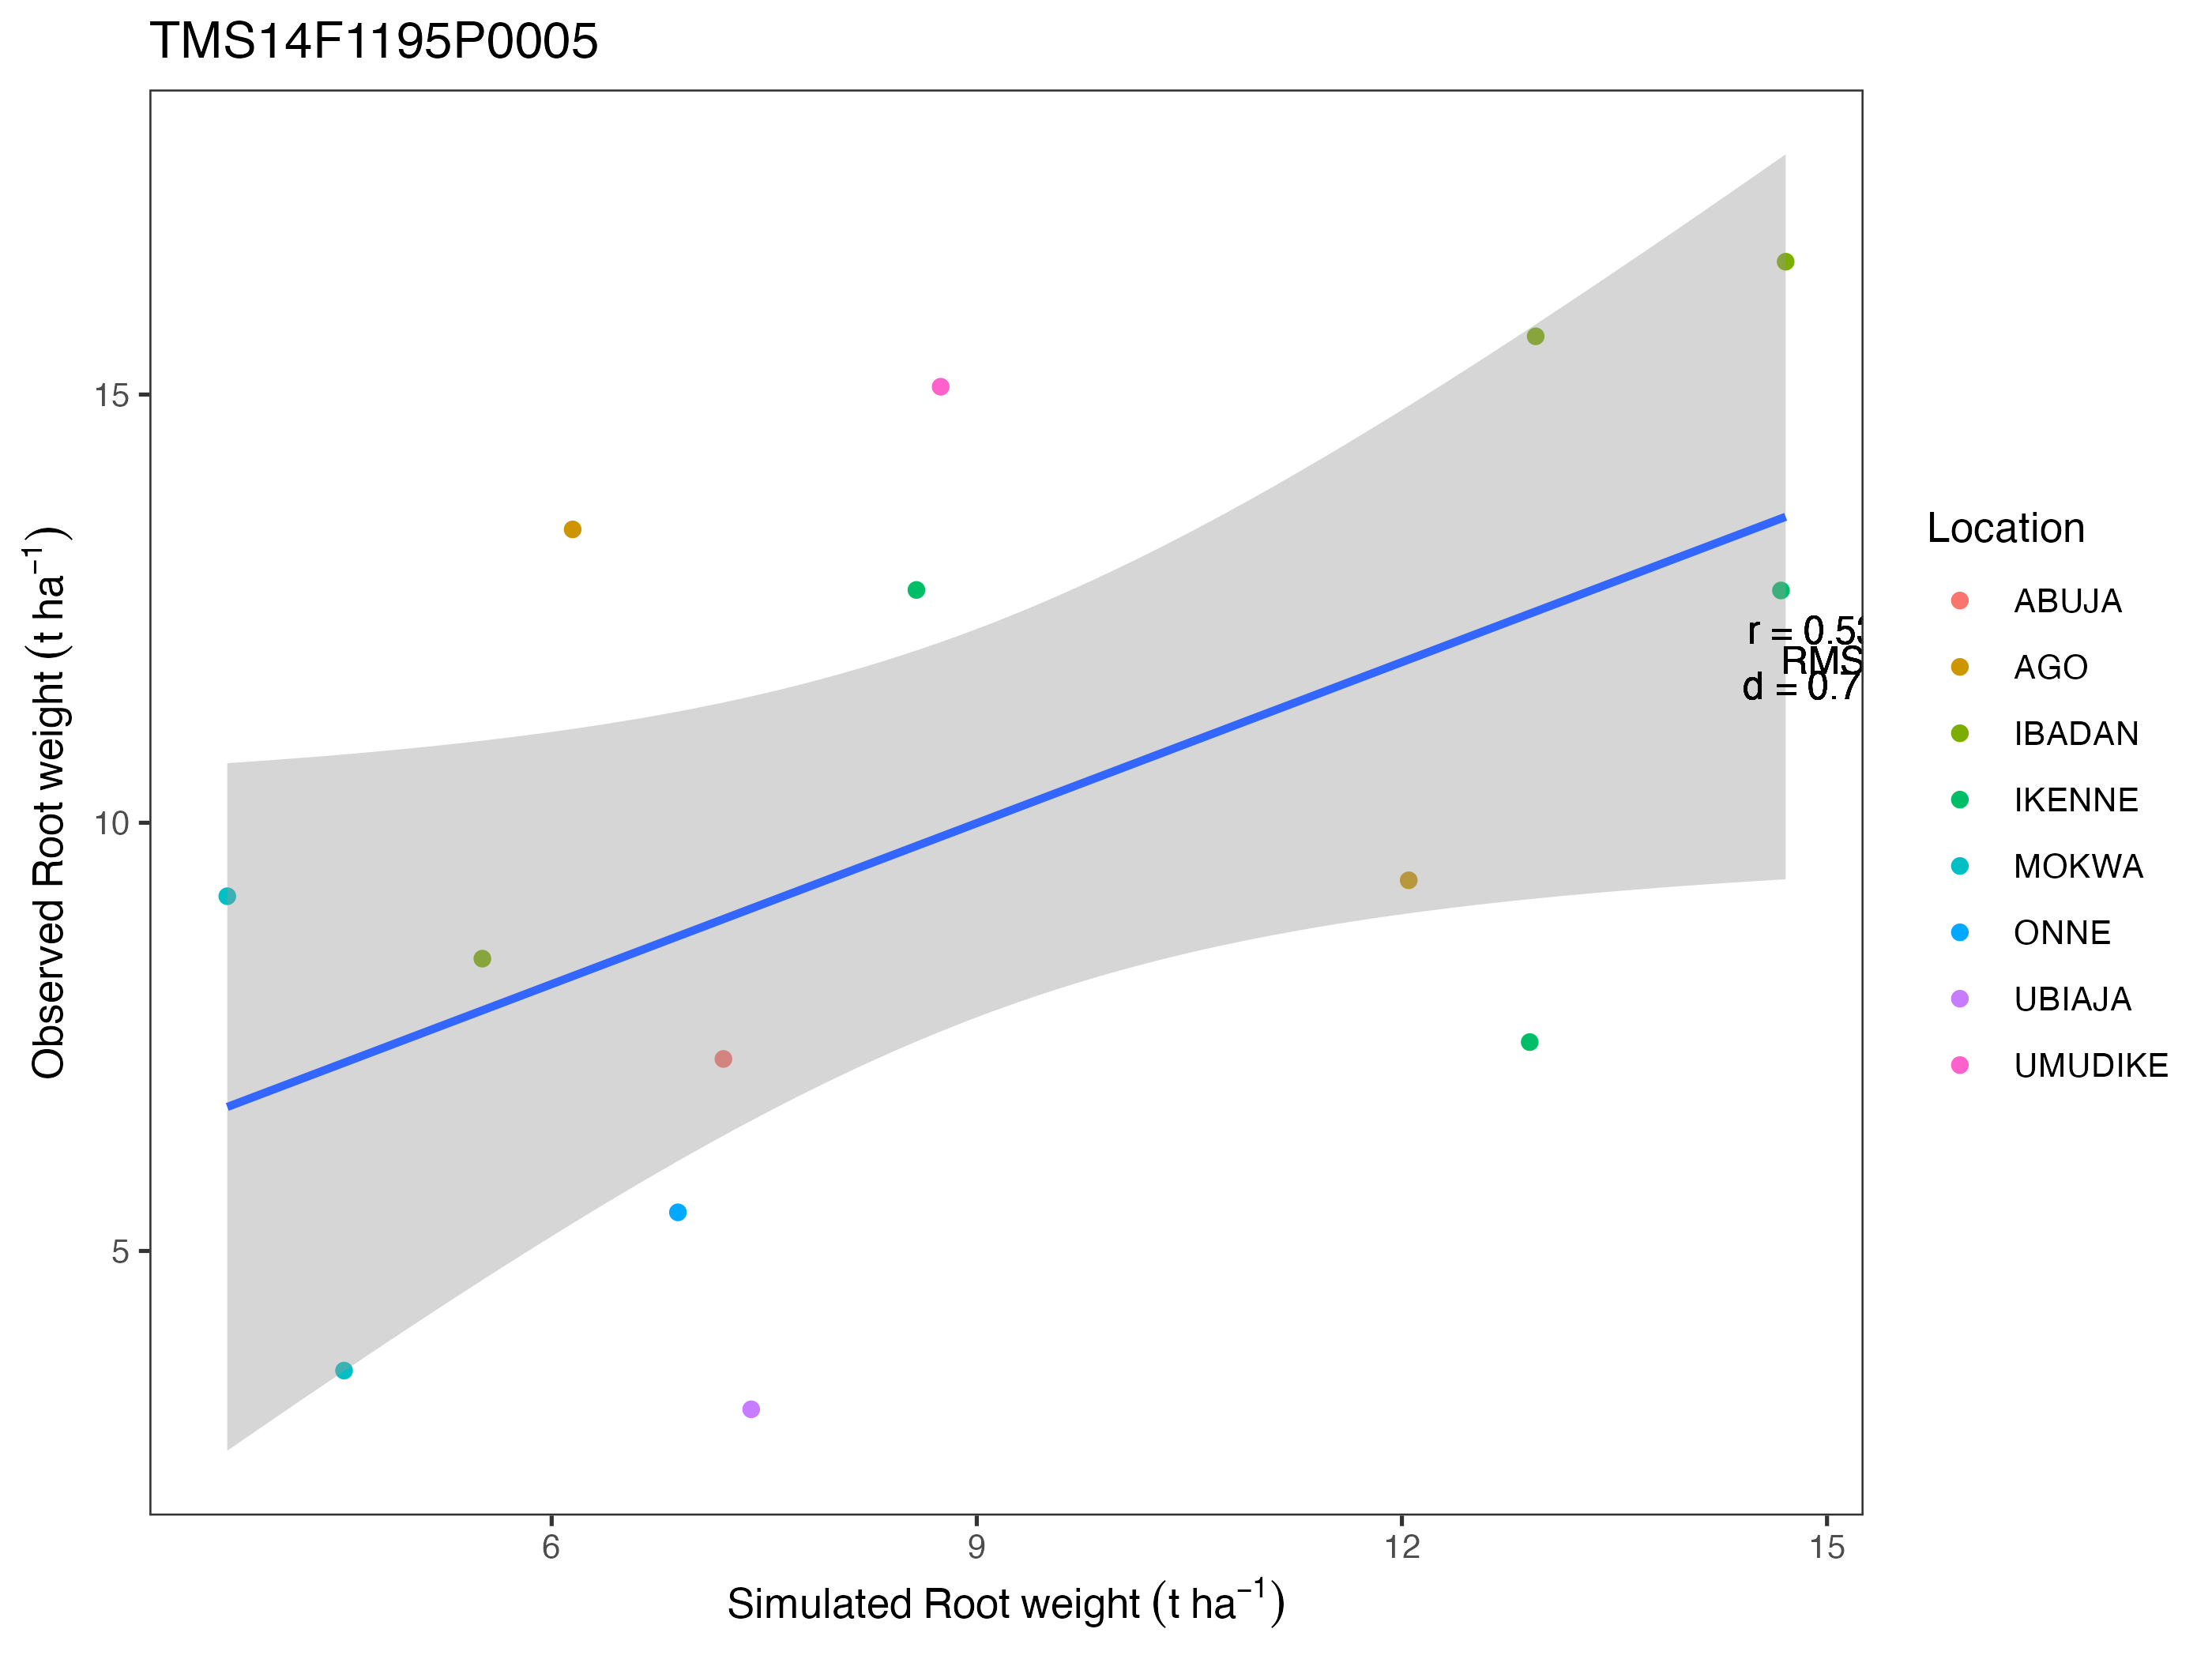 TMS14F1195P0005
Observed Root weight (t ha⁻¹)
15
10
5
r = 0.5
RMS
d = 0.7
6
9
12
15
Simulated Root weight (t ha⁻¹)
Location
ABUJA
AGO
IBADAN
IKENNE
MOKWA
ONNE
UBIAJA
UMUDIKE